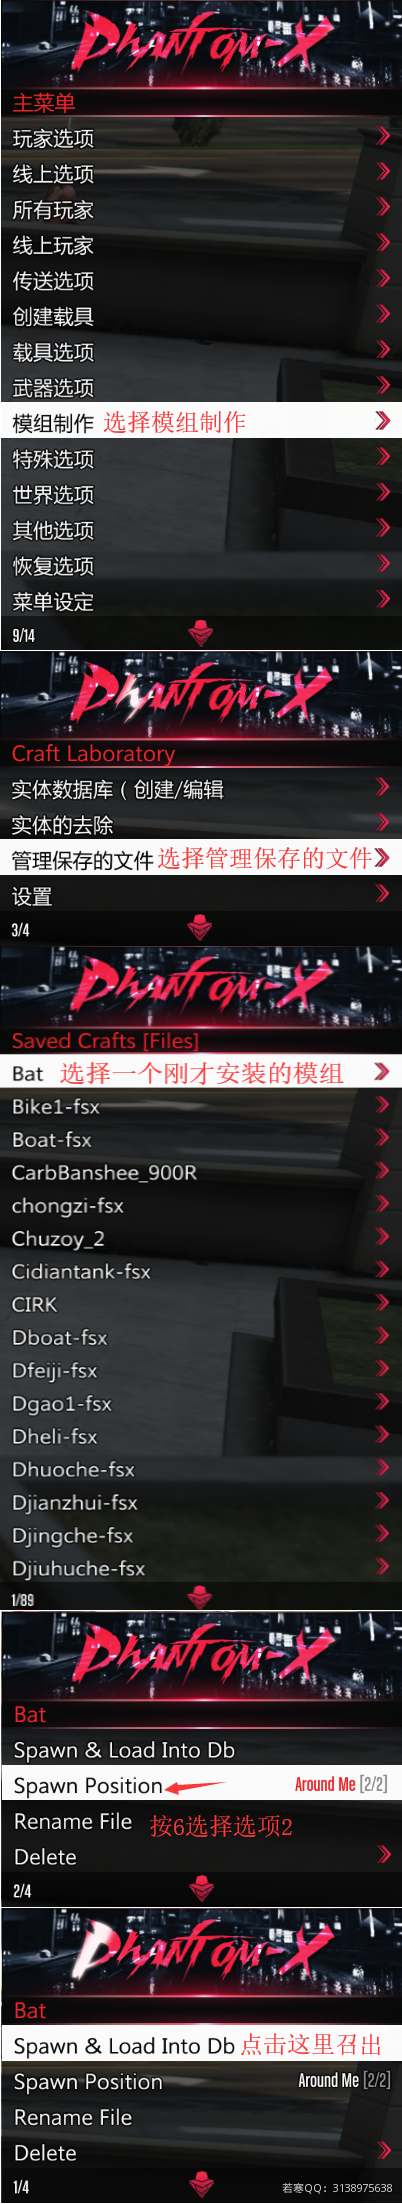 PHANTOM-X
主菜单
玩家选项
线上选项
所有玩家
线上玩家
传送选项
创建载具
载具选项
武器选项
模组制作 选择模组制作
特殊选项
世界选项
其他选项
恢复选项
菜单设定
9/14
PHANTOM-X
Craft Laboratory
实体数据库 ( 创建/编辑
实体的去除
管理保存的文件 选择管理保存的文件
设置
3/4
PHANTOM-X
Saved Crafts [Files]
Bat 选择一个刚才安装的模组
Bike1-fsx
Boat-fsx
CarbBanshee_900R
chongzi-fsx
Chuzoy_2
Cidiantank-fsx
CIRK
Dboat-fsx
Dfeiji-fsx
Dgao1-fsx
Dheli-fsx
Dhuoche-fsx
Djianzhui-fsx
Djingche-fsx
Djiuhuche-fsx
1/89
PHANTOM-X
Bat
Spawn & Load Into Db
Spawn Position Around Me [2/2]
Rename File 按6选择选项2
Delete
2/4
PHANTOM-X
Bat
Spawn & Load Into Db 点击这里召出
Spawn Position Around Me [2/2]
Rename File
Delete
1/4 若寒QQ: 3138975638